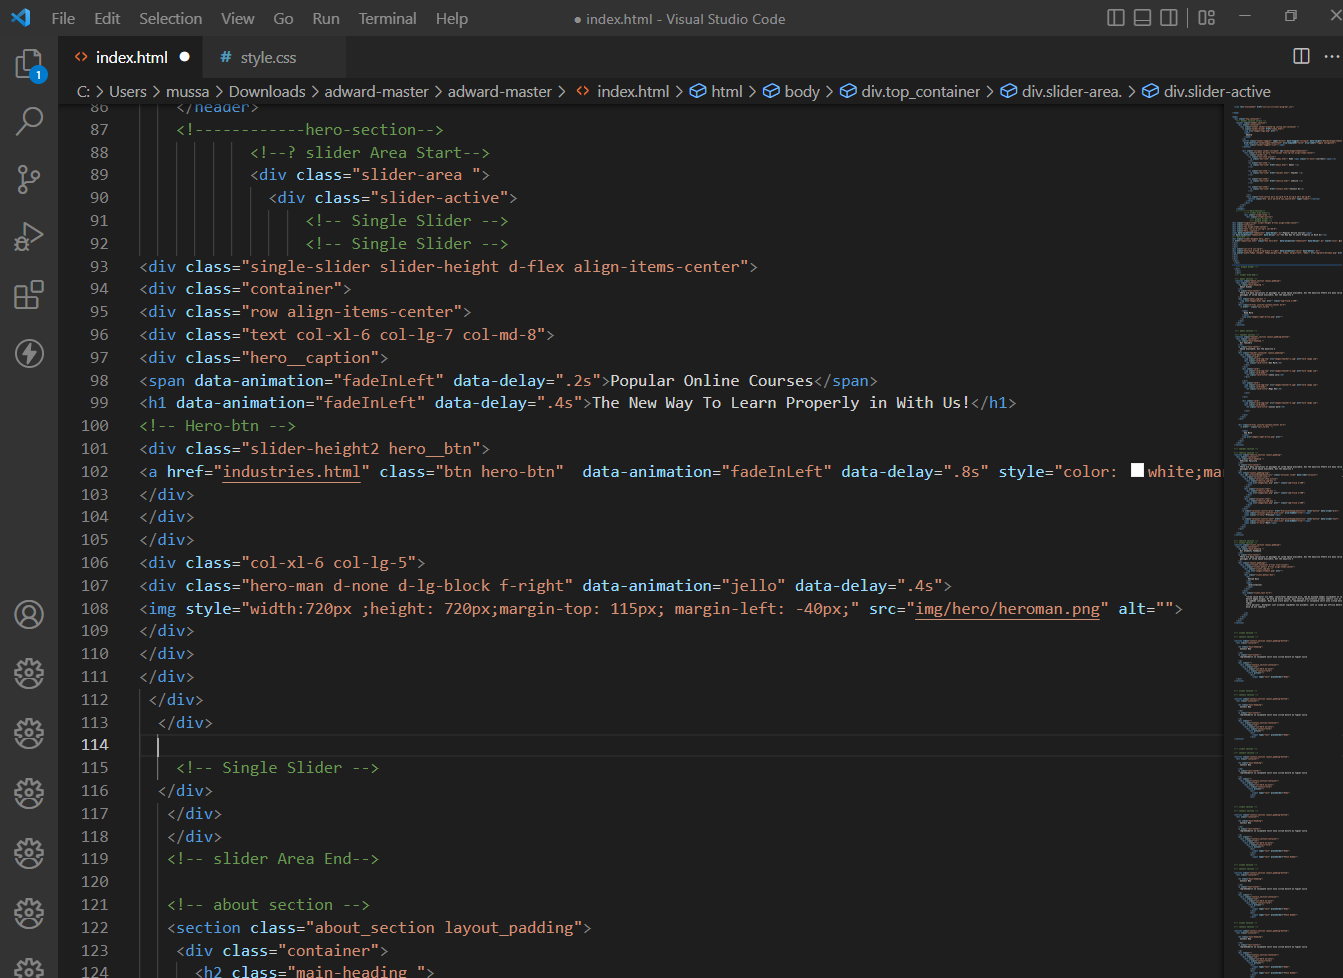 File Edit Selection View Go Run Terminal Help ● index.html - Visual Studio Code
index.html ● # style.css
C: > Users > mussa > Downloads > adward-master > adward-master > index.html > html > body > div.top_container > div.slider-area. > div.slider-active
1
86 </header>
87 <!------------hero-section-->
88 <!--? slider Area Start-->
89 <div class="slider-area ">
90 <div class="slider-active">
91 <!-- Single Slider -->
92 <!-- Single Slider -->
93 <div class="single-slider slider-height d-flex align-items-center">
94 <div class="container">
95 <div class="row align-items-center">
96 <div class="text col-xl-6 col-lg-7 col-md-8">
97 <div class="hero__caption">
98 <span data-animation="fadeInLeft" data-delay=".2s">Popular Online Courses</span>
99 <h1 data-animation="fadeInLeft" data-delay=".4s">The New Way To Learn Properly in With Us!</h1>
100 <!-- Hero-btn -->
101 <div class="slider-height2 hero__btn">
102 <a href="industries.html" class="btn hero-btn"  data-animation="fadeInLeft" data-delay=".8s" style="color: white;mar
103 </div>
104 </div>
105 </div>
106 <div class="col-xl-6 col-lg-5">
107 <div class="hero-man d-none d-lg-block f-right" data-animation="jello" data-delay=".4s">
108 <img style="width:720px ;height: 720px;margin-top: 115px; margin-left: -40px;" src="img/hero/heroman.png" alt="">
109 </div>
110 </div>
111 </div>
112 </div>
113 </div>
114
115 <!-- Single Slider -->
116 </div>
117 </div>
118 </div>
119 <!-- slider Area End-->
120
121 <!-- about section -->
122 <section class="about_section layout_padding">
123 <div class="container">
124 <h2 class="main-heading ">